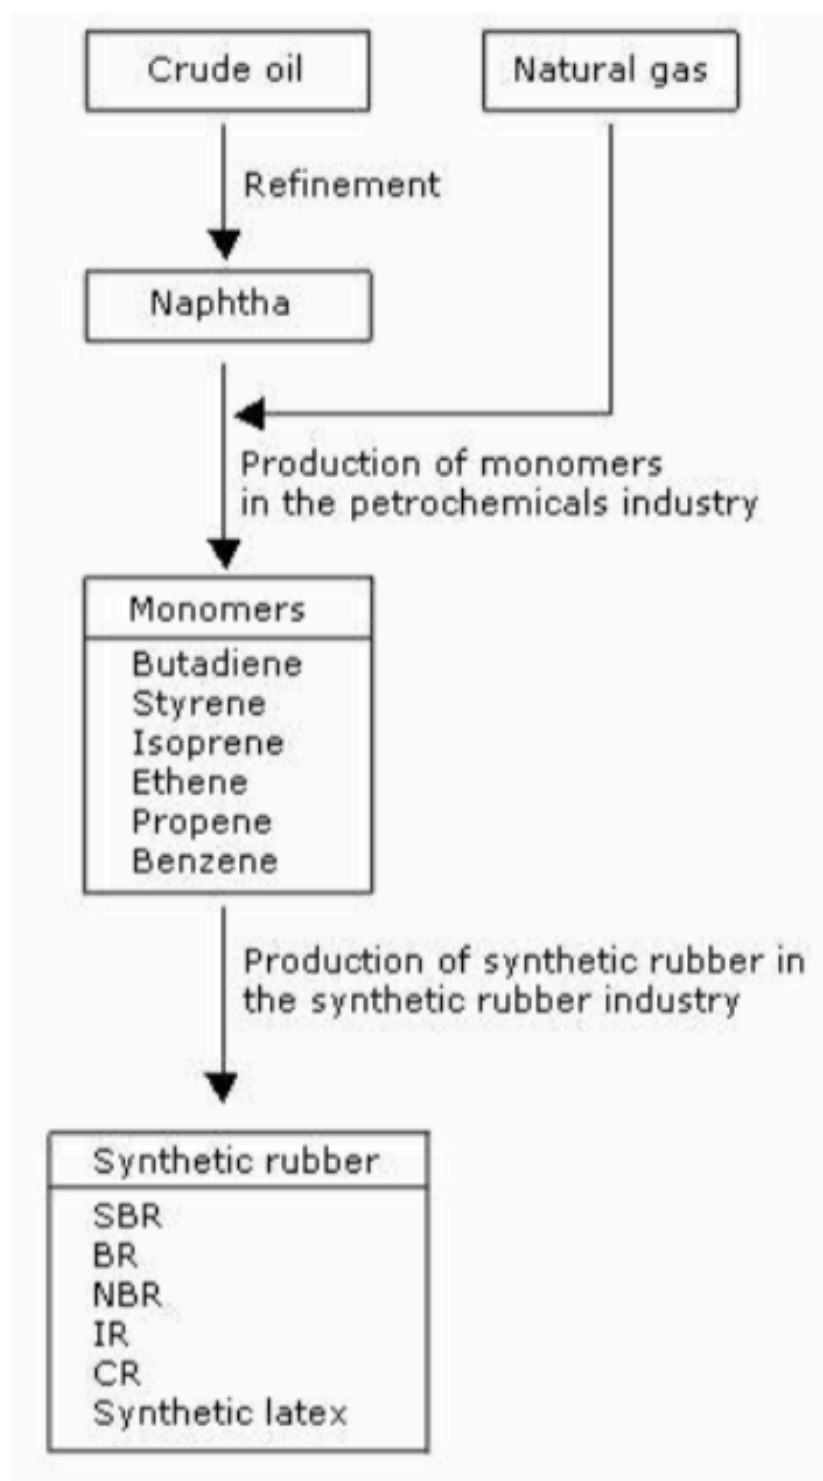 Crude oil
Natural gas
Refinement
Naphtha
Production of monomers
in the petrochemicals industry
Monomers
Butadiene
Styrene
Isoprene
Ethene
Propene
Benzene
Production of synthetic rubber in
the synthetic rubber industry
Synthetic rubber
SBR
BR
NBR
IR
CR
Synthetic latex